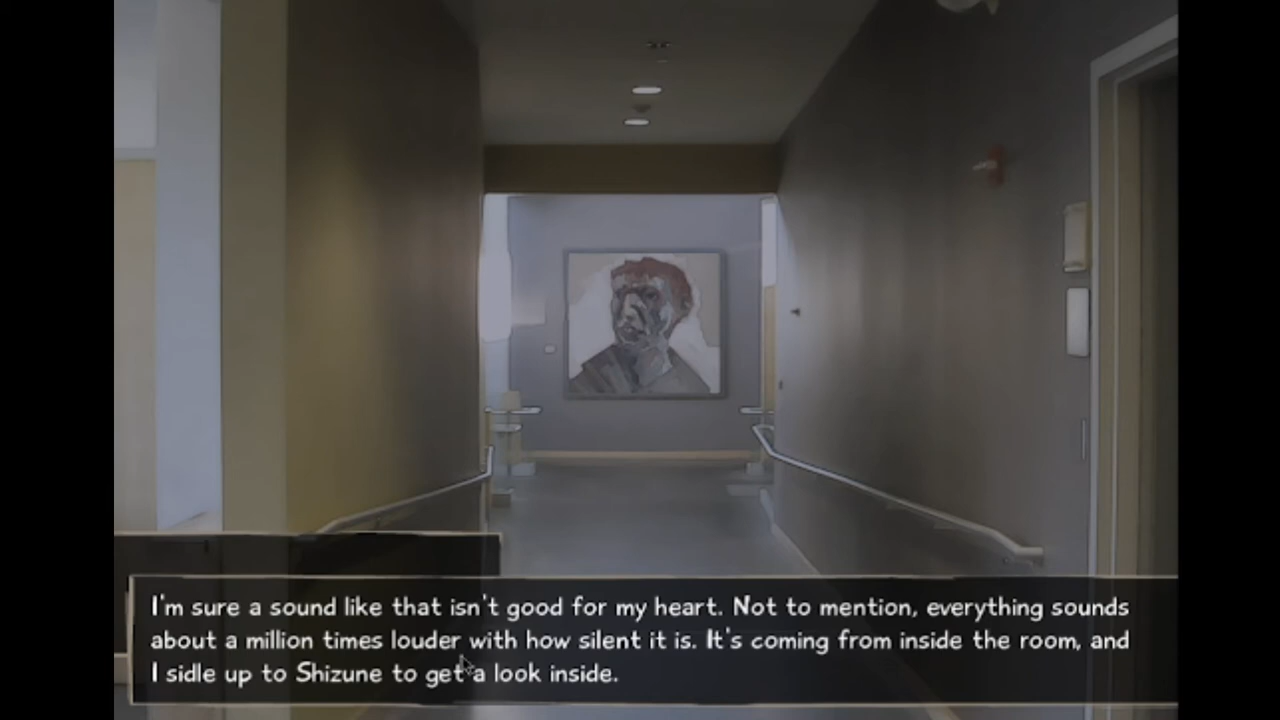 I'm sure a sound like that isn't good for my heart. Not to mention, everything sounds
about a million times louder with how silent it is. It's coming from inside the room, and
I sidle up to Shizune to get a look inside.